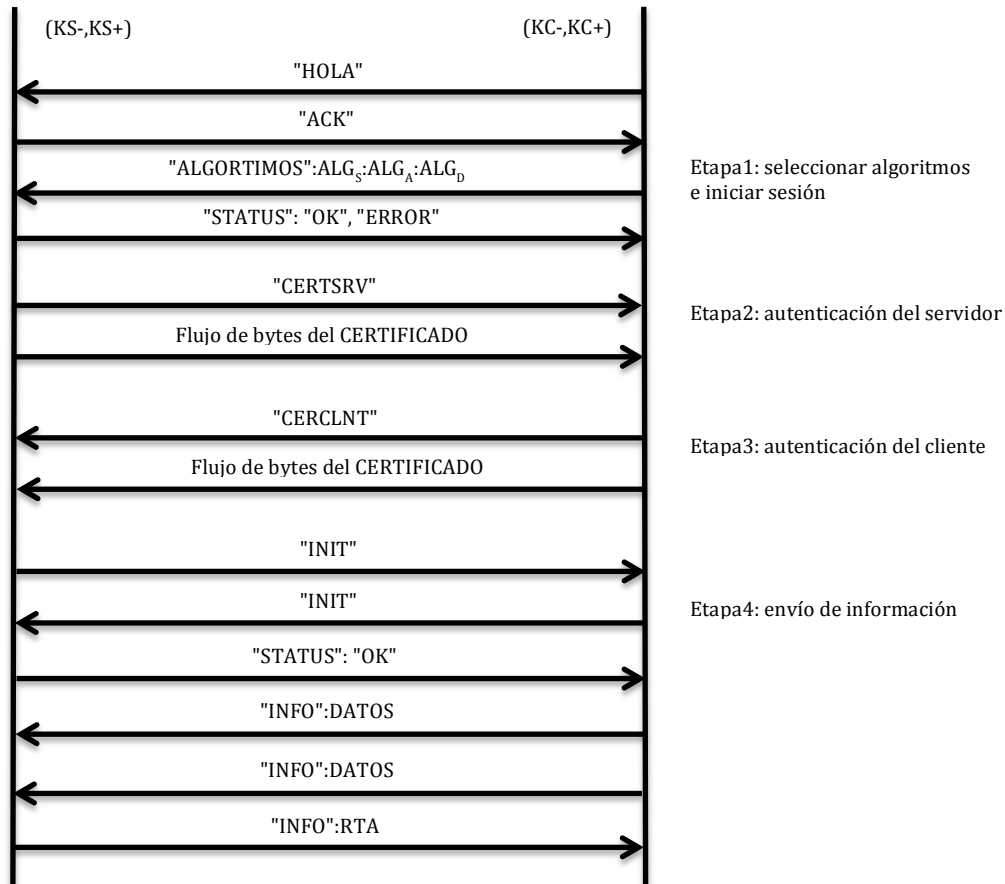 (KS-,KS+)
(KC-,KC+)
"HOLA"
"ACK"
"ALGORTIMOS":ALGS:ALGA:ALGD
Etapa1: seleccionar algoritmos
e iniciar sesión
"STATUS": "OK", "ERROR"
"CERTSRV"
Etapa2: autenticación del servidor
Flujo de bytes del CERTIFICADO
"CERCLNT"
Etapa3: autenticación del cliente
Flujo de bytes del CERTIFICADO
"INIT"
"INIT"
Etapa4: envío de información
"STATUS": "OK"
"INFO":DATOS
"INFO":DATOS
"INFO":RTA